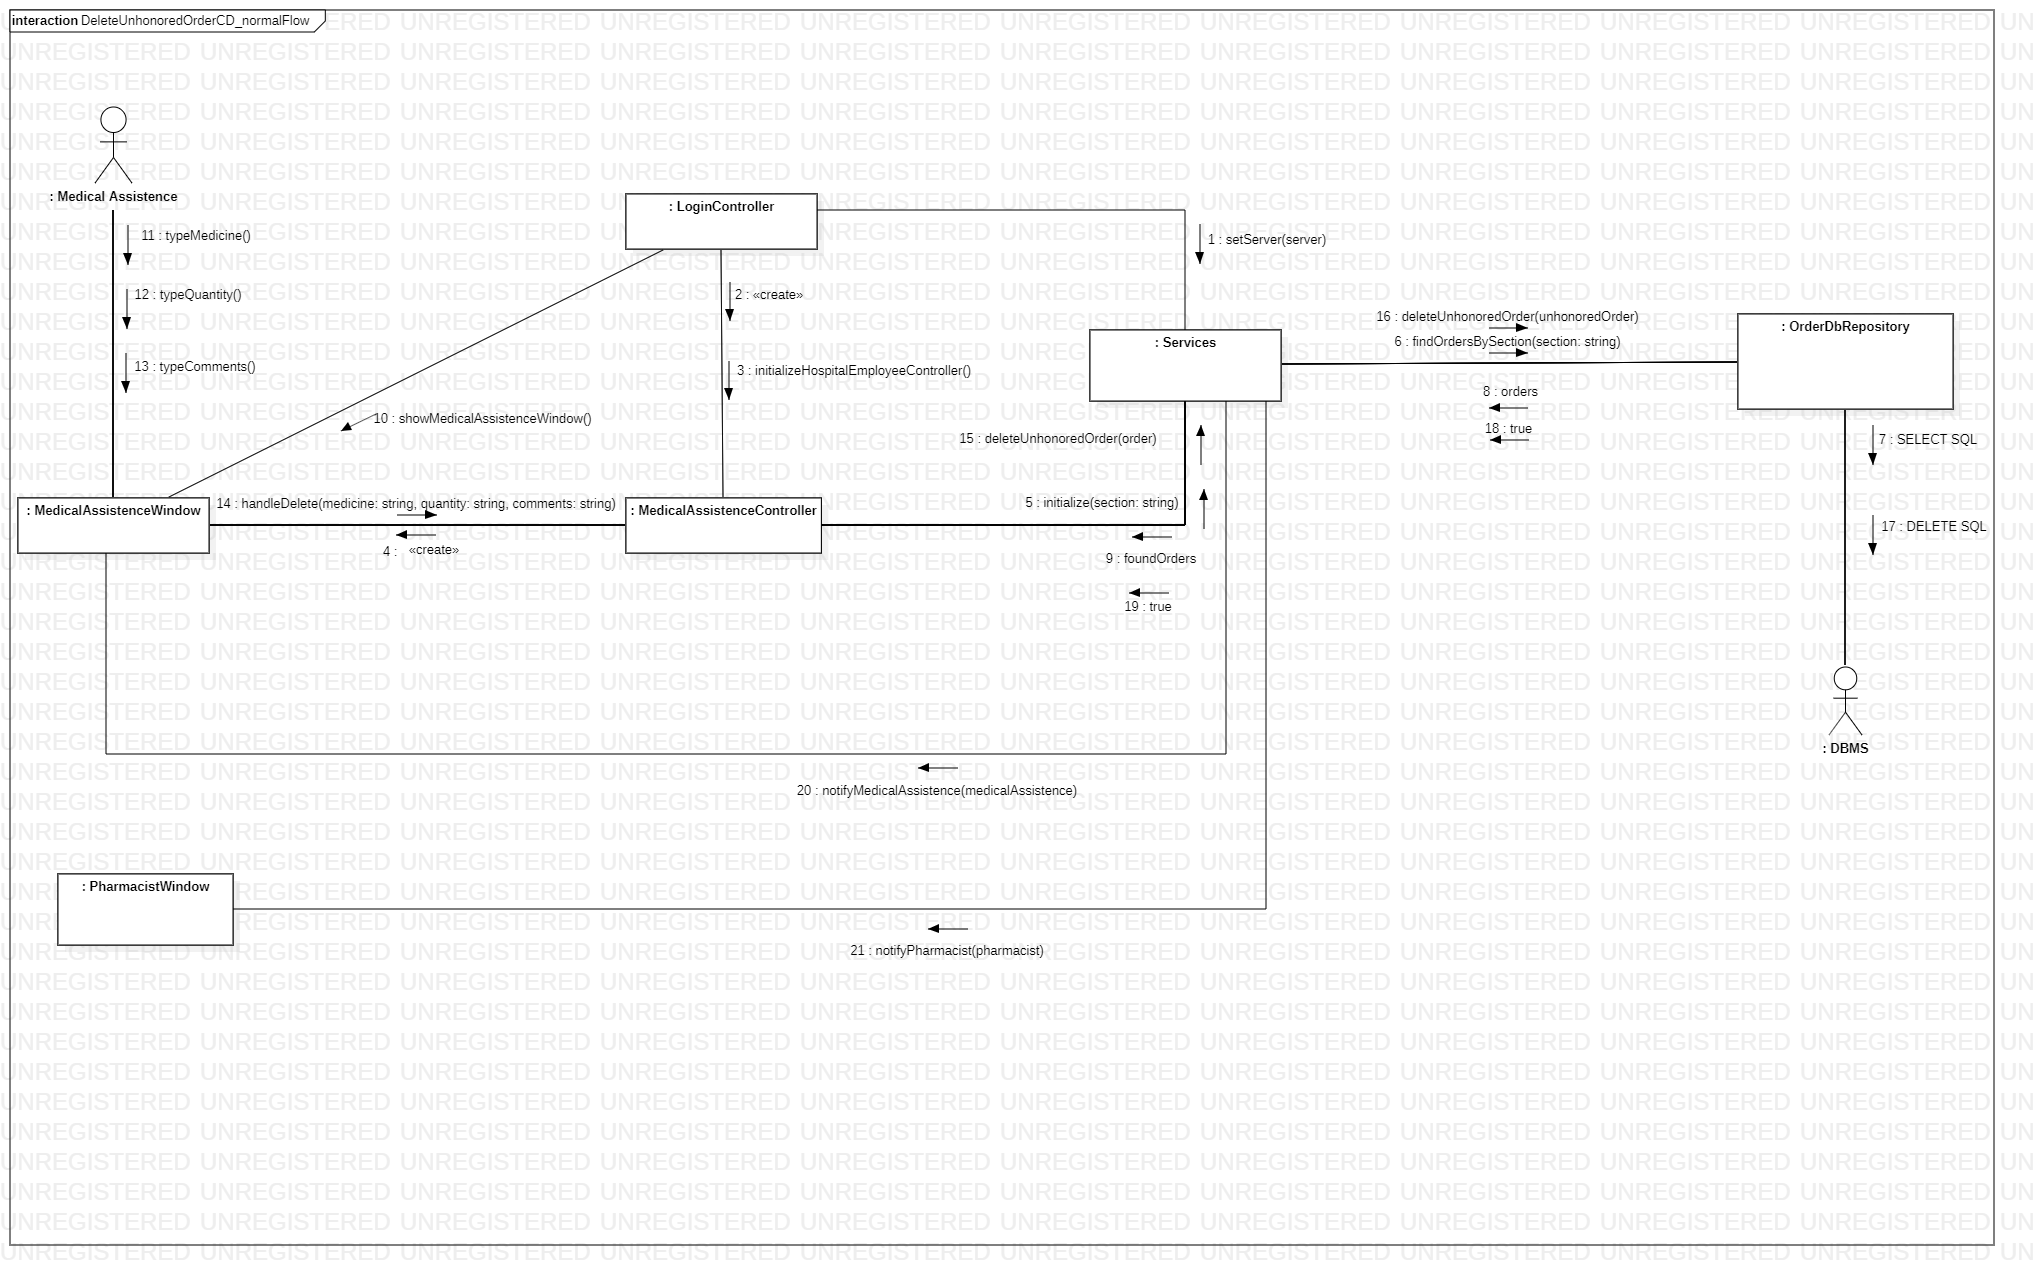 interaction DeleteUnhonoredOrderCD_normalFlow
: Medical Assistence
: LoginController
11 : typeMedicine()
1 : setServer(server)
12 : typeQuantity()
2 : «create»
16 : deleteUnhonoredOrder(unhonoredOrder)
: OrderDbRepository
: Services
6 : findOrdersBySection(section: string)
13 : typeComments()
3 : initializeHospitalEmployeeController()
8 : orders
10 : showMedicalAssistenceWindow()
18 : true
15 : deleteUnhonoredOrder(order)
7 : SELECT SQL
14 : handleDelete(medicine: string, quantity: string, comments: string)
5 : initialize(section: string)
: MedicalAssistenceWindow
: MedicalAssistenceController
17 : DELETE SQL
4 : «create»
9 : foundOrders
19 : true
: DBMS
20 : notifyMedicalAssistence(medicalAssistence)
: PharmacistWindow
21 : notifyPharmacist(pharmacist)
UNREGISTERED